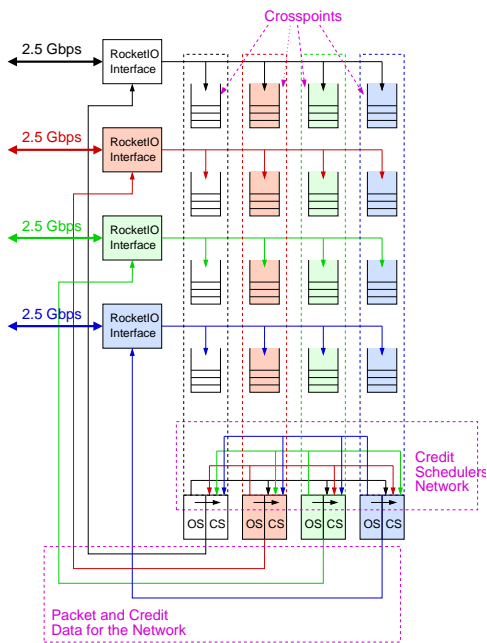 Crosspoints
2.5 Gbps
RocketIO
Interface
2.5 Gbps
RocketIO
Interface
2.5 Gbps
RocketIO
Interface
2.5 Gbps
RocketIO
Interface
Credit
Schedulers
Network
OS CS
OS CS
OS CS
OS CS
Packet and Credit
Data for the Network